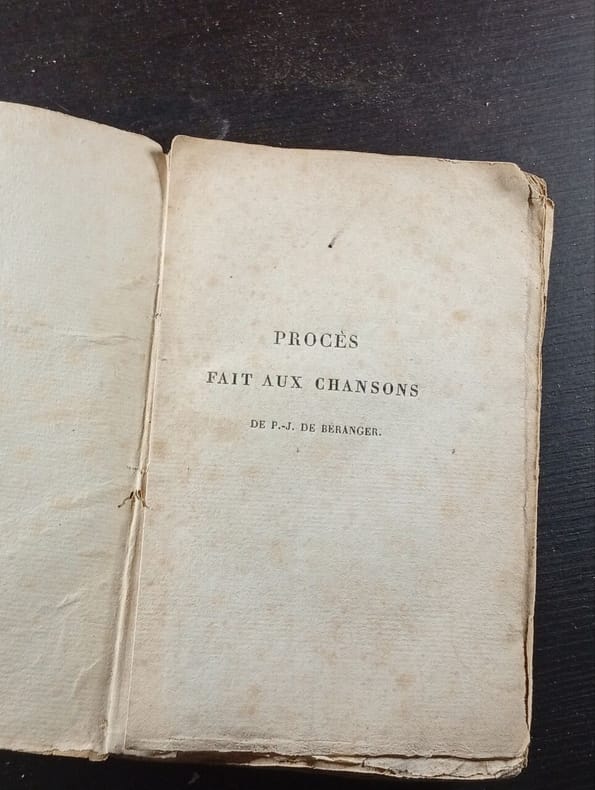 PROCÈS
FAIT AUX CHANSONS
DE P.-J. DE BÉRANGER.